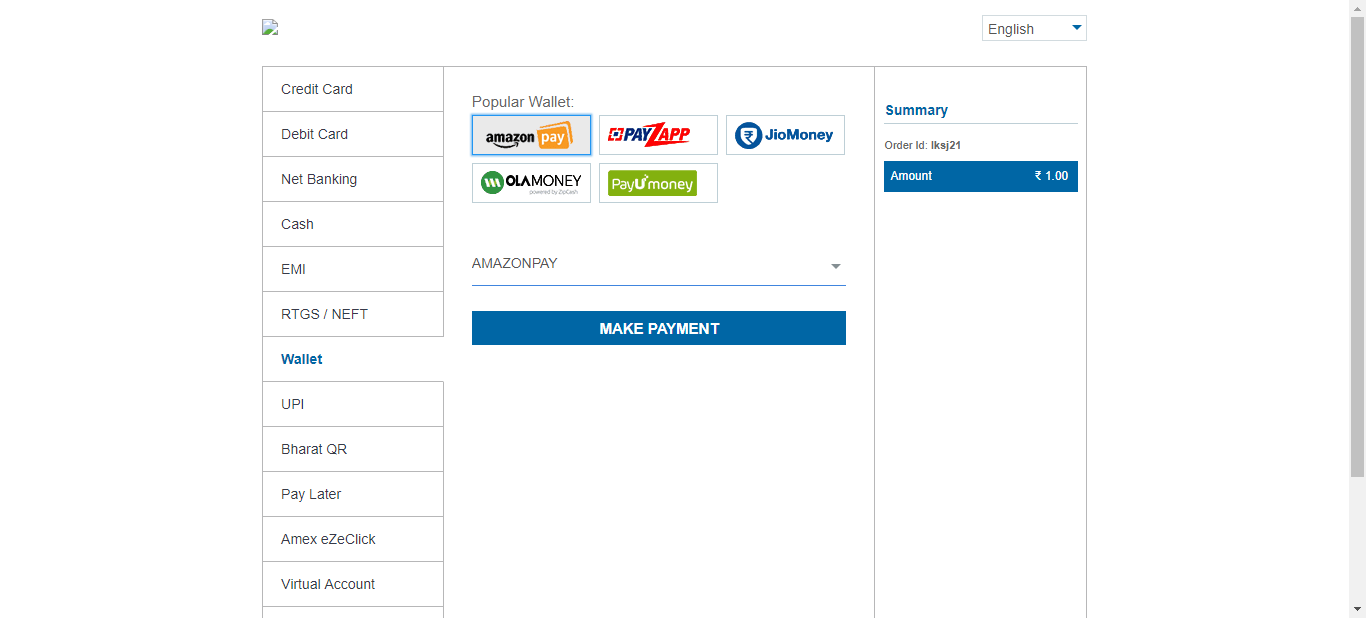 English
Credit Card
Debit Card
Net Banking
Cash
EMI
RTGS / NEFT
Wallet
UPI
Bharat QR
Pay Later
Amex eZeClick
Virtual Account
Popular Wallet:
amazon pay
PAYZAPP
JioMoney
OLAMONEY
powered by ZipCash
PayUmoney
AMAZONPAY
MAKE PAYMENT
Summary
Order Id: lksj21
Amount ₹ 1.00